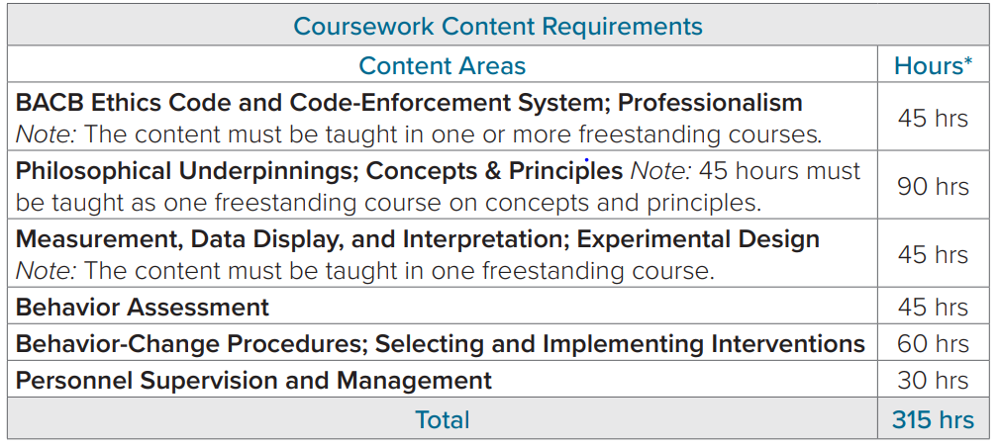 Coursework Content Requirements
Content Areas
Hours*
BACB Ethics Code and Code-Enforcement System; Professionalism
Note: The content must be taught in one or more freestanding courses.
45 hrs
Philosophical Underpinnings; Concepts & Principles Note: 45 hours must
be taught as one freestanding course on concepts and principles.
90 hrs
Measurement, Data Display, and Interpretation; Experimental Design
Note: The content must be taught in one freestanding course.
45 hrs
Behavior Assessment
45 hrs
Behavior-Change Procedures; Selecting and Implementing Interventions
60 hrs
Personnel Supervision and Management
30 hrs
Total
315 hrs